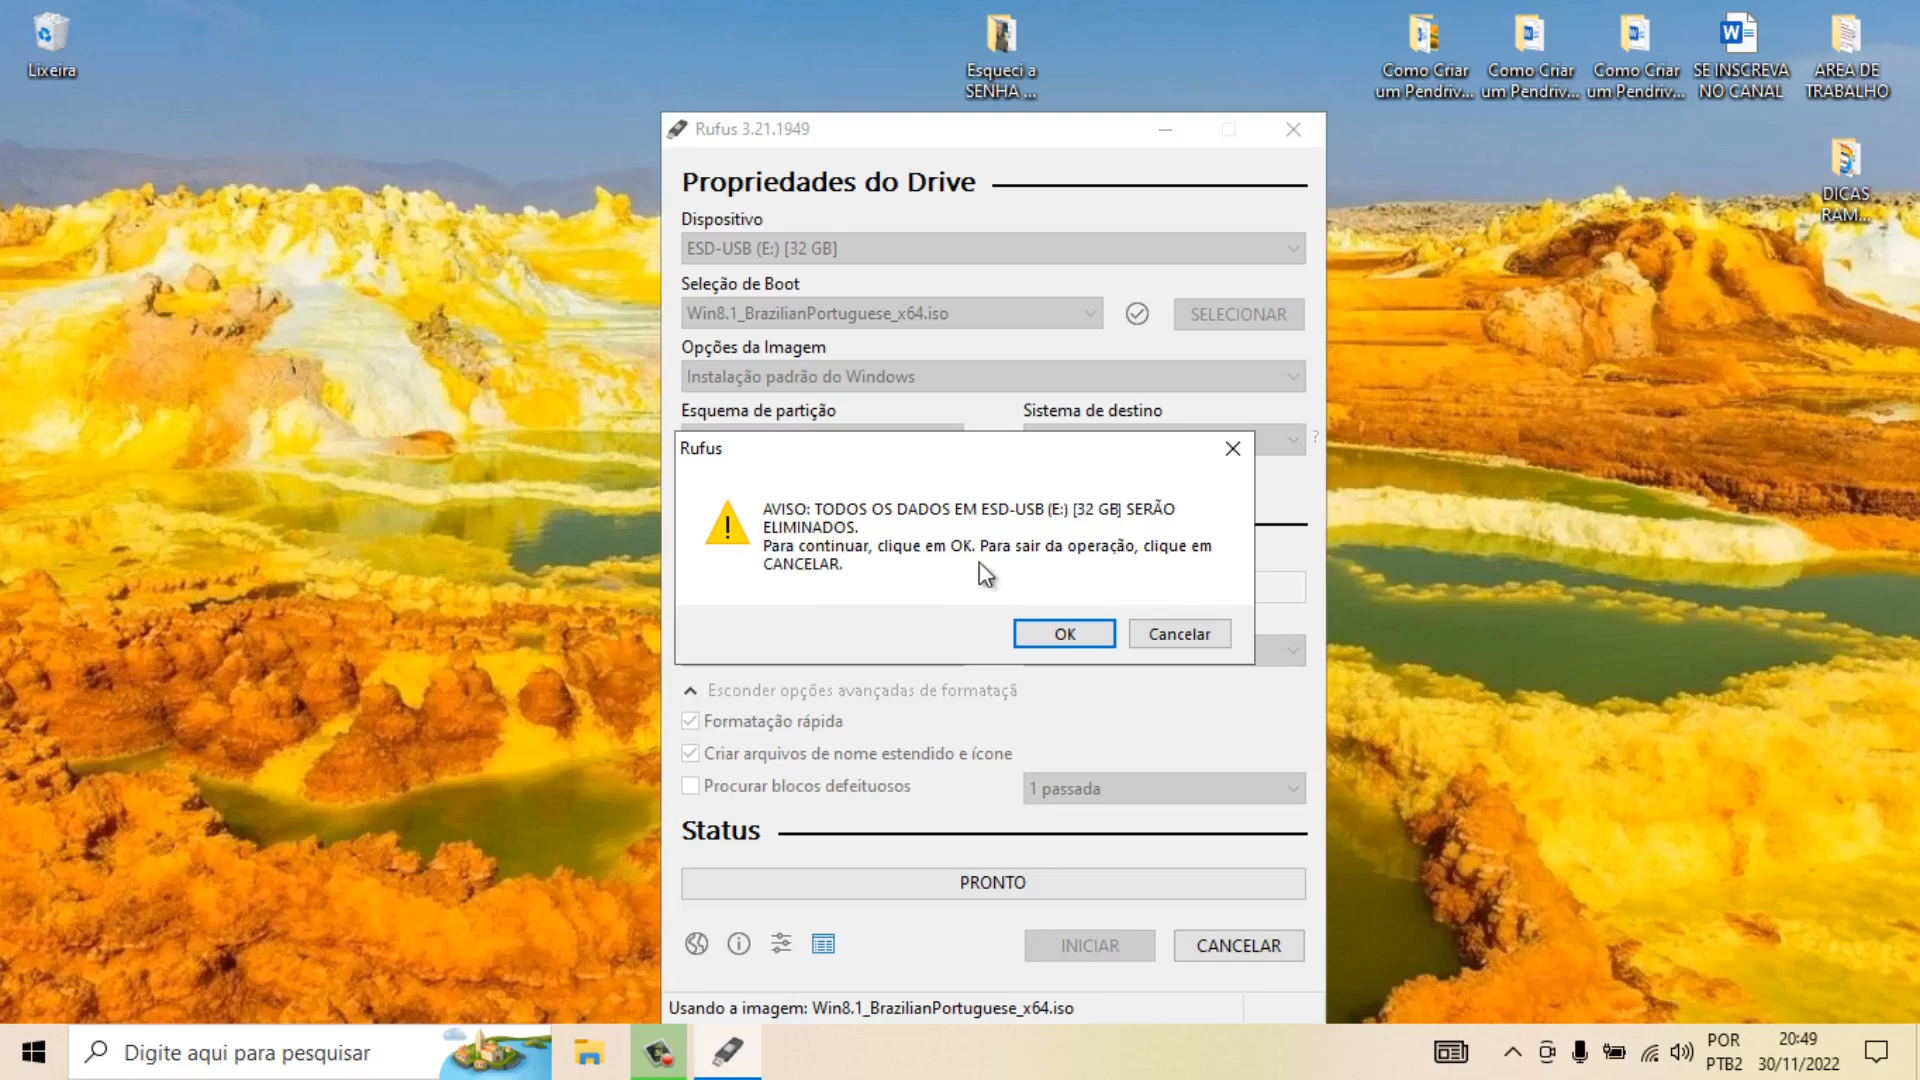 Lixeira
Esqueci a
SENHA ...
Como Criar
um Pendriv...
Como Criar
um Pendriv...
Como Criar
um Pendriv...
SE INSCREVA
NO CANAL
AREA DE
TRABALHO
DICAS
RAM...
Rufus 3.21.1949
Propriedades do Drive
Dispositivo
ESD-USB (E:) [32 GB]
Seleção de Boot
Win8.1_BrazilianPortuguese_x64.iso
SELECIONAR
Opções da Imagem
Instalação padrão do Windows
Esquema de partição
Sistema de destino
?
Rufus
AVISO: TODOS OS DADOS EM ESD-USB (E:) [32 GB] SERÃO
ELIMINADOS.
Para continuar, clique em OK. Para sair da operação, clique em
CANCELAR.
OK
Cancelar
Esconder opções avançadas de formataçã
Formatação rápida
Criar arquivos de nome estendido e ícone
Procurar blocos defeituosos
1 passada
Status
PRONTO
INICIAR
CANCELAR
Usando a imagem: Win8.1_BrazilianPortuguese_x64.iso
Digite aqui para pesquisar
POR
PTB2
20:49
30/11/2022